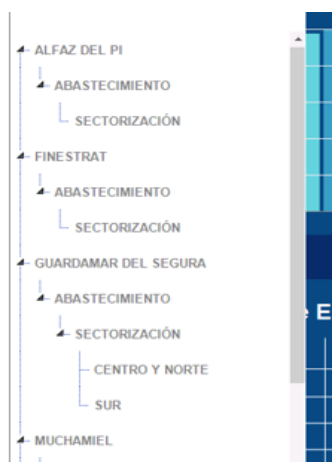 ALFAZ DEL PI
ABASTECIMIENTO
SECTORIZACIÓN
FINESTRAT
ABASTECIMIENTO
SECTORIZACIÓN
GUARDAMAR DEL SEGURA
ABASTECIMIENTO
SECTORIZACIÓN
CENTRO Y NORTE
SUR
MUCHAMIEL